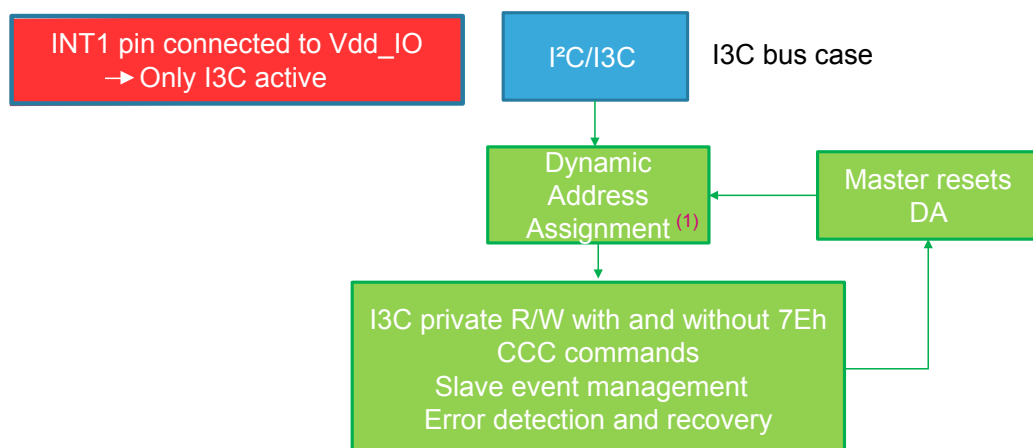 INT1 pin connected to Vdd_IO
→ Only I3C active
I²C/I3C
I3C bus case
Dynamic
Address
Assignment (1)
Master resets
DA
I3C private R/W with and without 7Eh
CCC commands
Slave event management
Error detection and recovery